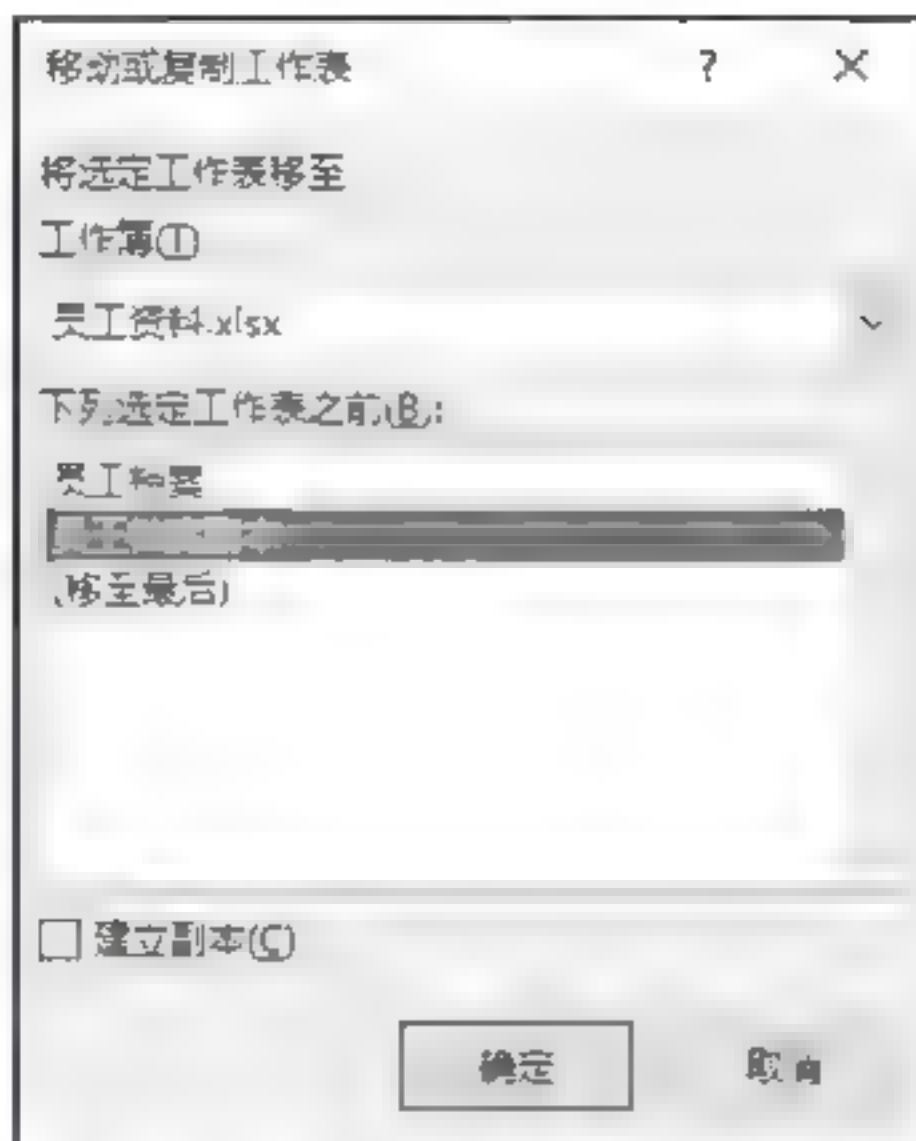 移动或复制工作表 ? ×
将选定工作表移至
工作簿(T)
员工资料.xlsx
下列选定工作表之前(B):
员工
(移至最后)
建立副本(C)
确定 取消